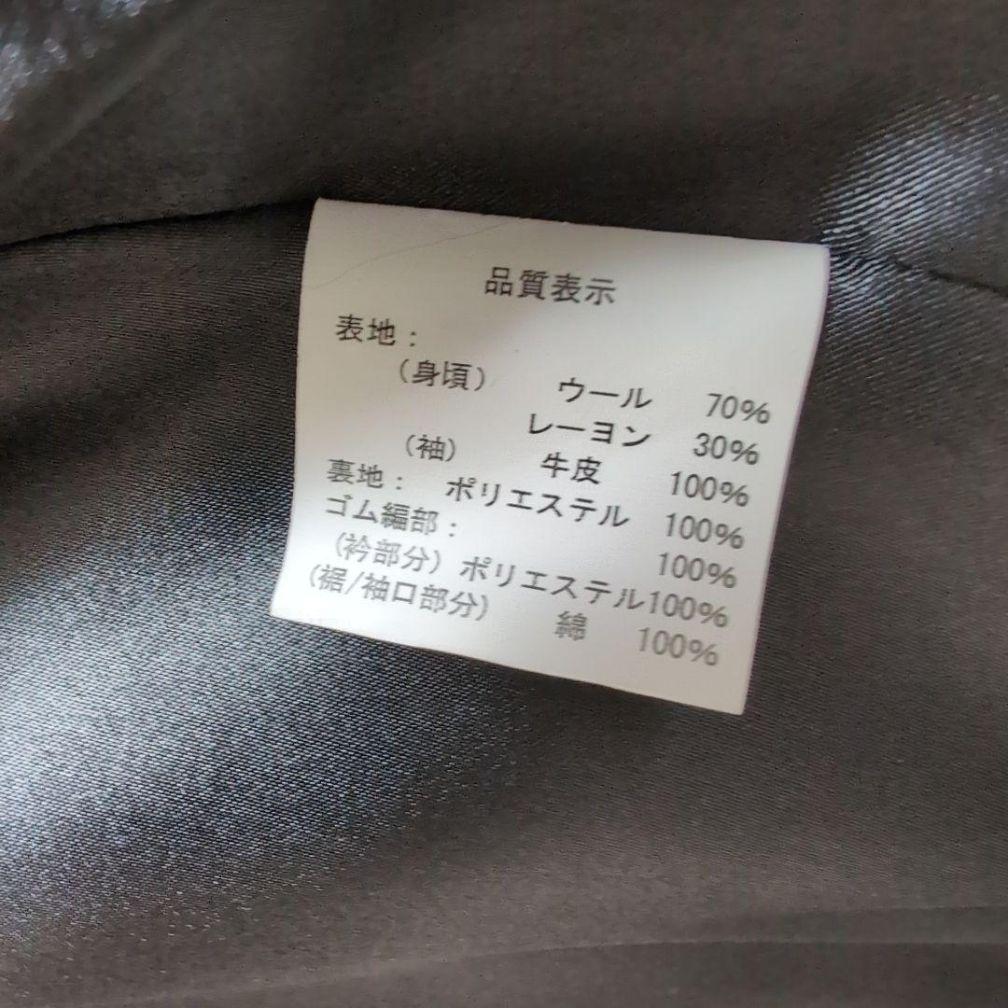 品質表示
表地：
（身頃） ウール 70%
レーヨン 30%
（袖） 牛皮 100%
裏地： ポリエステル 100%
ゴム編部： 100%
（衿部分） ポリエステル100%
（裾/袖口部分） 綿 100%